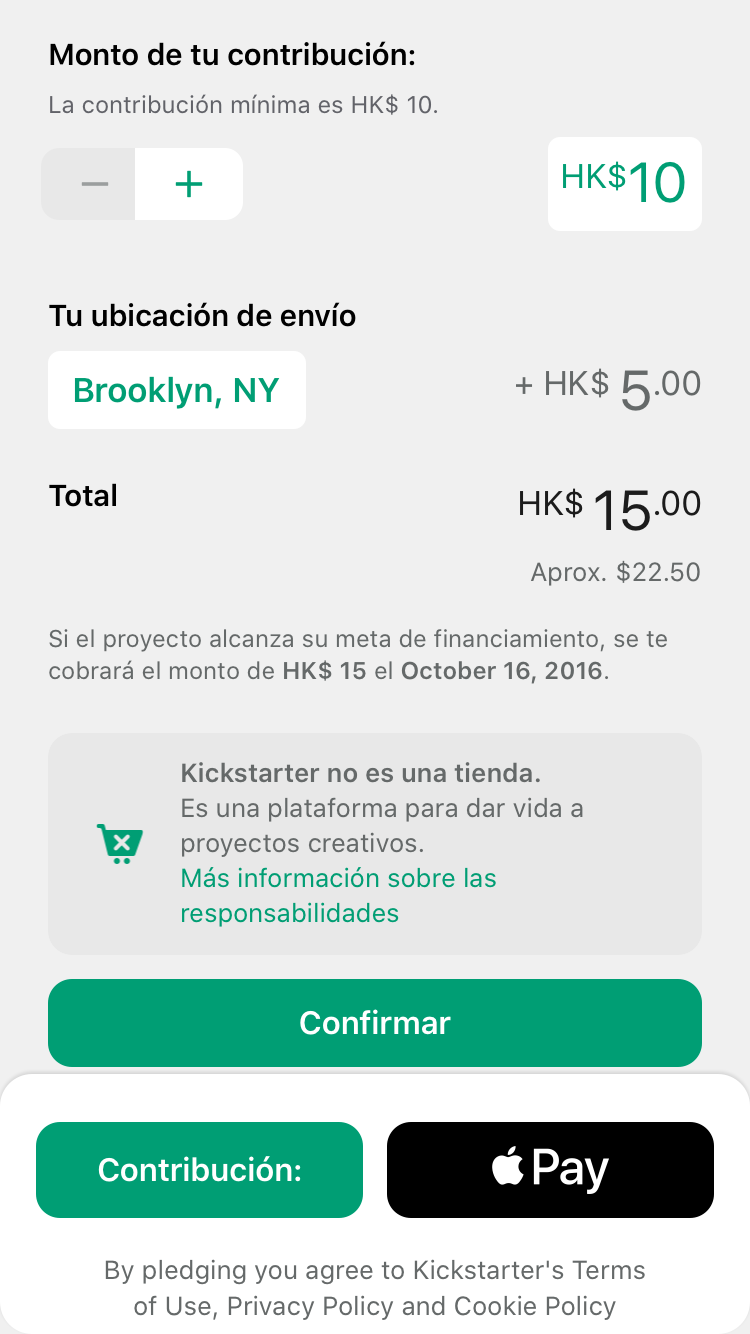 Monto de tu contribución:
La contribución mínima es HK$ 10.
− +
HK$10
Tu ubicación de envío
Brooklyn, NY
+ HK$ 5.00
Total
HK$ 15.00
Aprox. $22.50
Si el proyecto alcanza su meta de financiamiento, se te
cobrará el monto de HK$ 15 el October 16, 2016.
Kickstarter no es una tienda.
Es una plataforma para dar vida a
proyectos creativos.
Más información sobre las
responsabilidades
Confirmar
Contribución:
Pay
By pledging you agree to Kickstarter's Terms
of Use, Privacy Policy and Cookie Policy